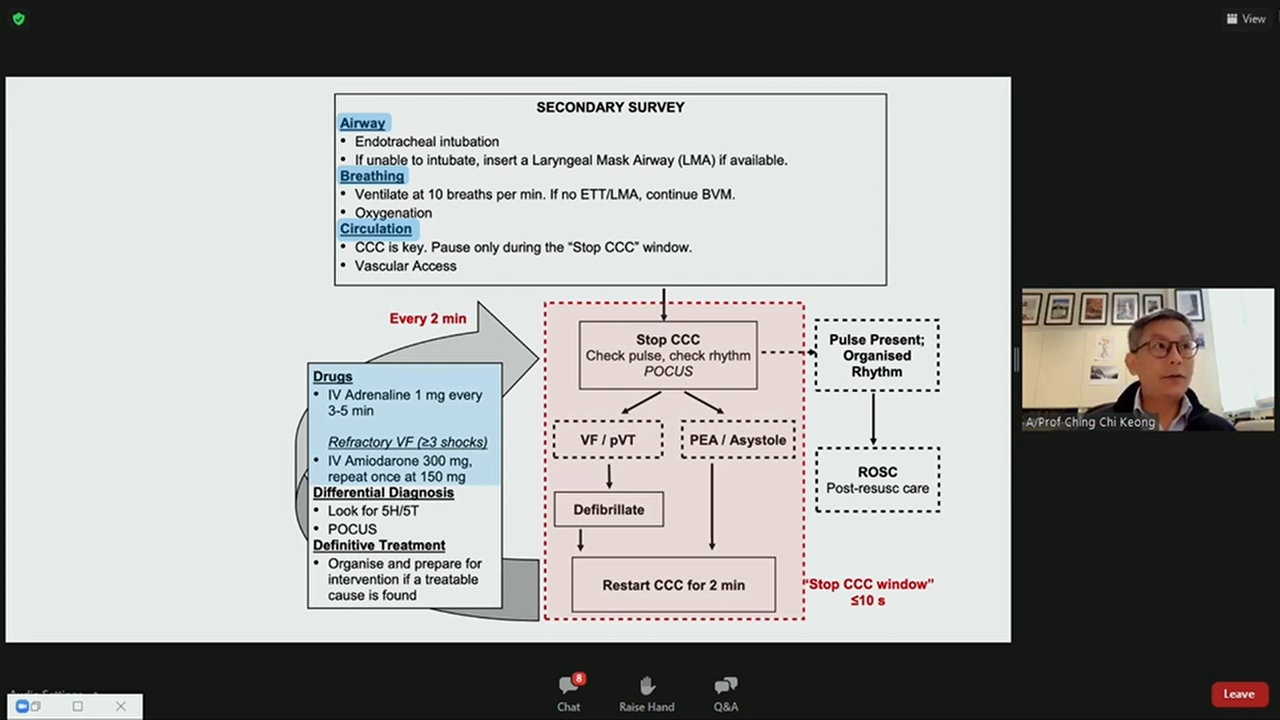 View
SECONDARY SURVEY
Airway
• Endotracheal intubation
• If unable to intubate, insert a Laryngeal Mask Airway (LMA) if available.
Breathing
• Ventilate at 10 breaths per min. If no ETT/LMA, continue BVM.
• Oxygenation
Circulation
• CCC is key. Pause only during the “Stop CCC” window.
• Vascular Access
Every 2 min
Drugs
• IV Adrenaline 1 mg every
3-5 min
Refractory VF (≥3 shocks)
• IV Amiodarone 300 mg,
repeat once at 150 mg
Differential Diagnosis
• Look for 5H/5T
• POCUS
Definitive Treatment
• Organise and prepare for
intervention if a treatable
cause is found
Stop CCC
Check pulse, check rhythm
POCUS
VF / pVT
PEA / Asystole
Defibrillate
Restart CCC for 2 min
Pulse Present;
Organised
Rhythm
ROSC
Post-resusc care
“Stop CCC window”
≤10 s
A/Prof Ching Chi Keong
8
Chat
Raise Hand
Q&A
Leave